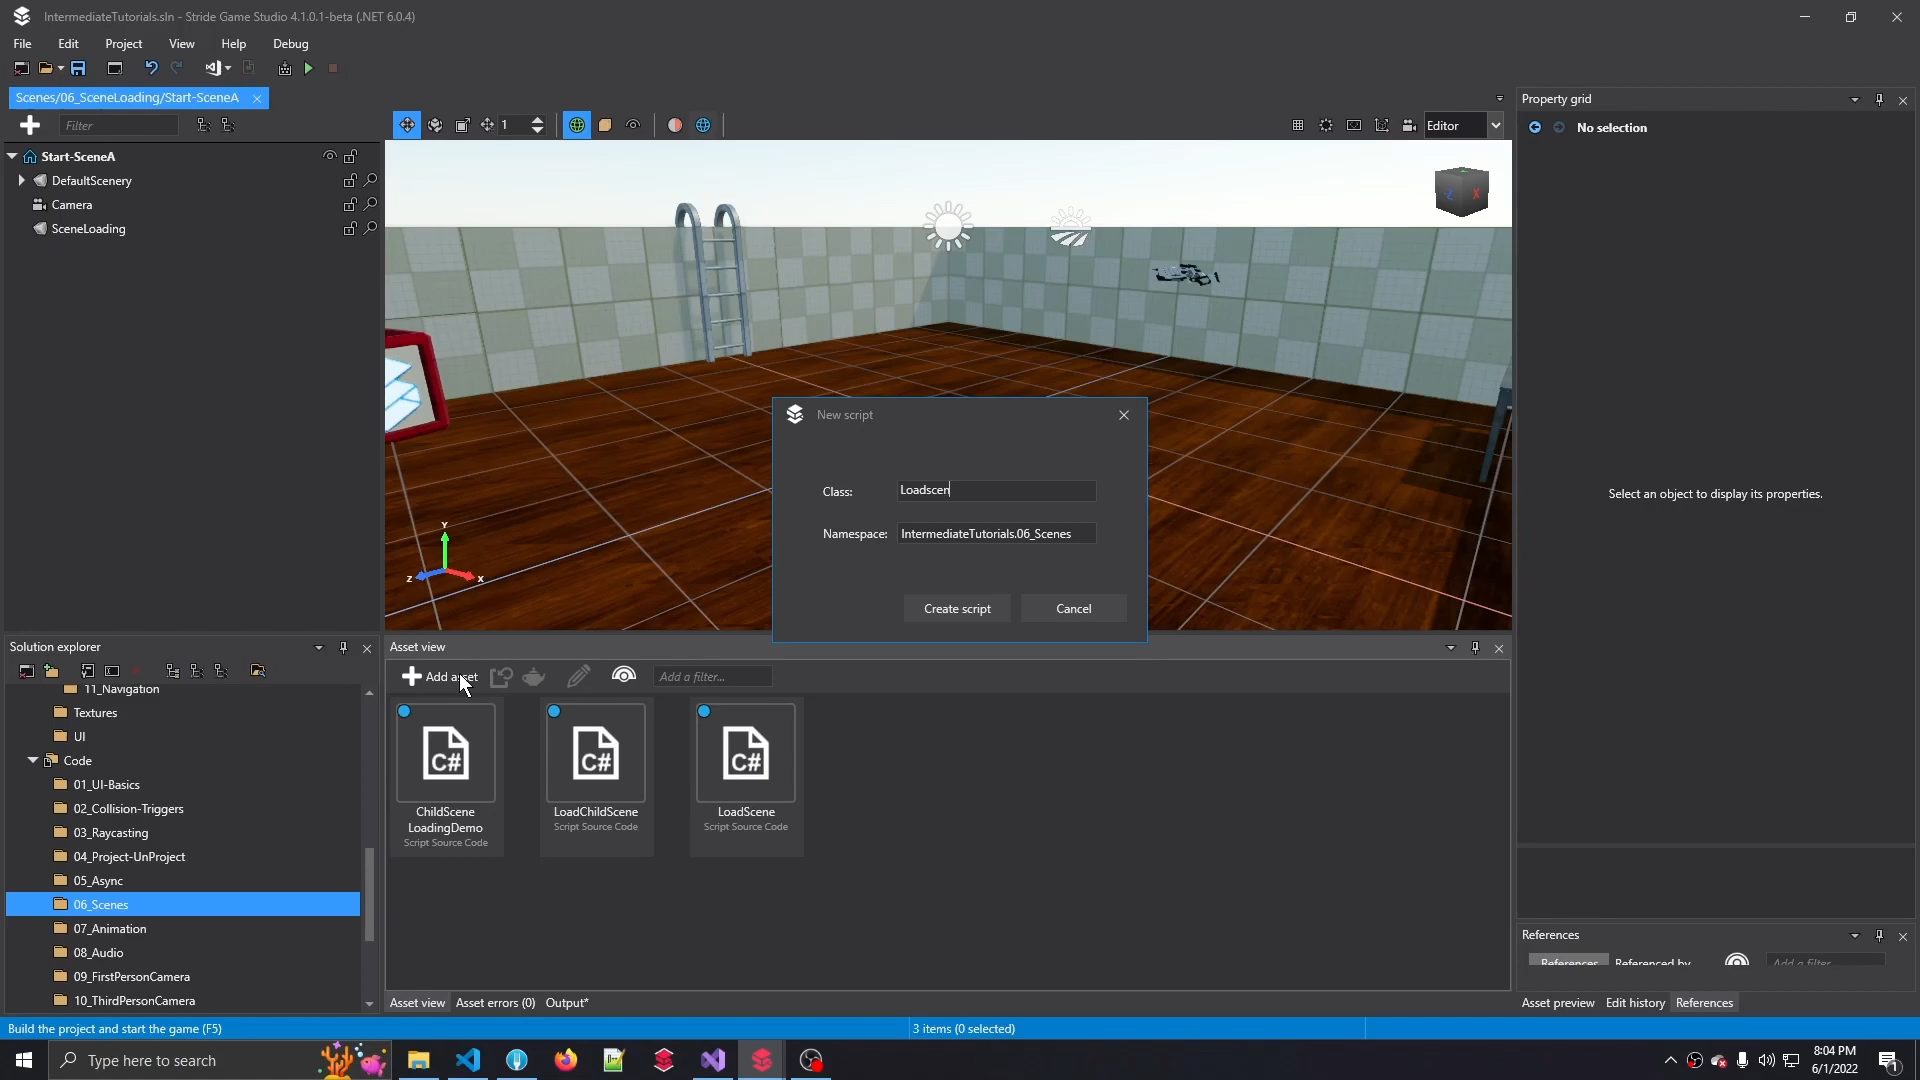 IntermediateTutorials.sln - Stride Game Studio 4.1.0.1-beta (.NET 6.0.4)
File Edit Project View Help Debug
Scenes/06_SceneLoading/Start-SceneA
Filter
1
Editor
Property grid
No selection
Start-SceneA
DefaultScenery
Camera
SceneLoading
-Z X
Y
Z X
New script
Class: Loadscen
Namespace: IntermediateTutorials.06_Scenes
Create script Cancel
Select an object to display its properties.
Solution explorer
11_Navigation
Textures
UI
Code
01_UI-Basics
02_Collision-Triggers
03_Raycasting
04_Project-UnProject
05_Async
06_Scenes
07_Animation
08_Audio
09_FirstPersonCamera
10_ThirdPersonCamera
Asset view
Add asset
Add a filter...
C# C# C#
ChildScene
LoadingDemo
Script Source Code
LoadChildScene
Script Source Code
LoadScene
Script Source Code
Asset view Asset errors (0) Output*
References
References Referenced by Add a filter...
Asset preview Edit history References
Build the project and start the game (F5)
3 items (0 selected)
Type here to search
8:04 PM
6/1/2022
1